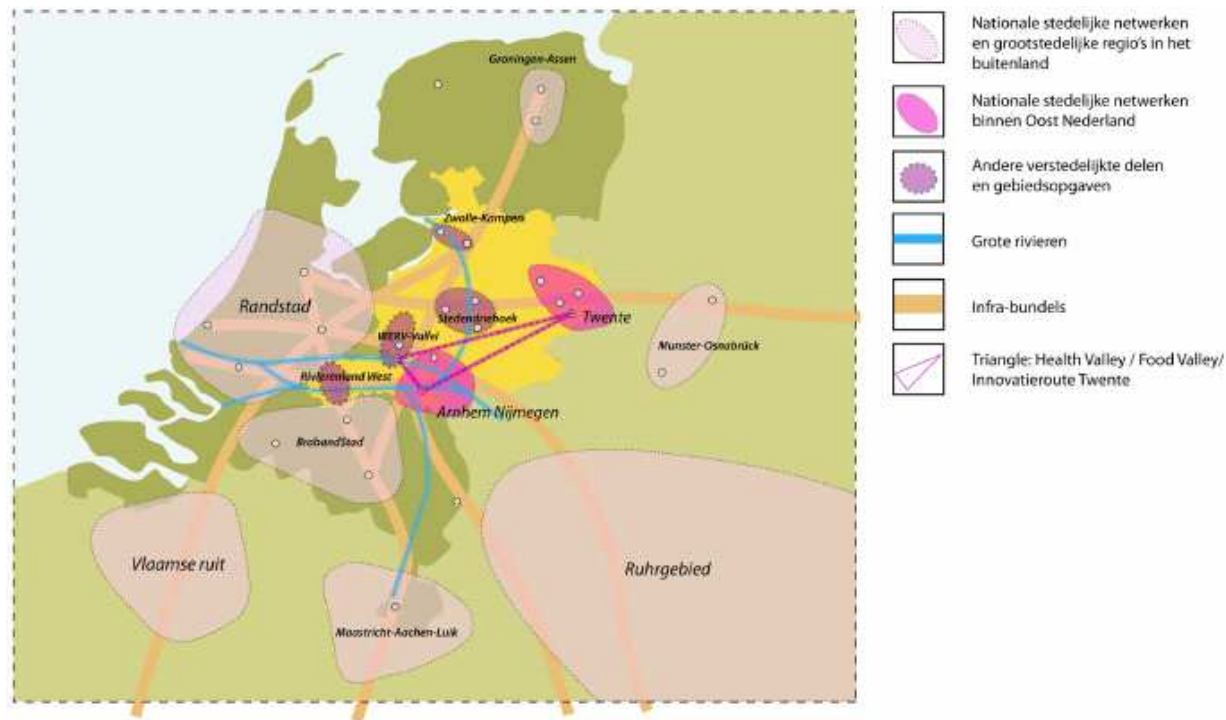 Groningen-Assen
Zwolle-Kampen
Randstad
Stedendriehoek
Twente
WERV-Vallei
Munster-Osnabrück
Rivierenland West
Arnhem Nijmegen
BrabandStad
Vlaamse ruit
Ruhrgebied
Maastricht-Aachen-Luik
Nationale stedelijke netwerken
en grootstedelijke regio's in het
buitenland
Nationale stedelijke netwerken
binnen Oost Nederland
Andere verstedelijkte delen
en gebiedsopgaven
Grote rivieren
Infra-bundels
Triangle: Health Valley / Food Valley/
Innovatieroute Twente